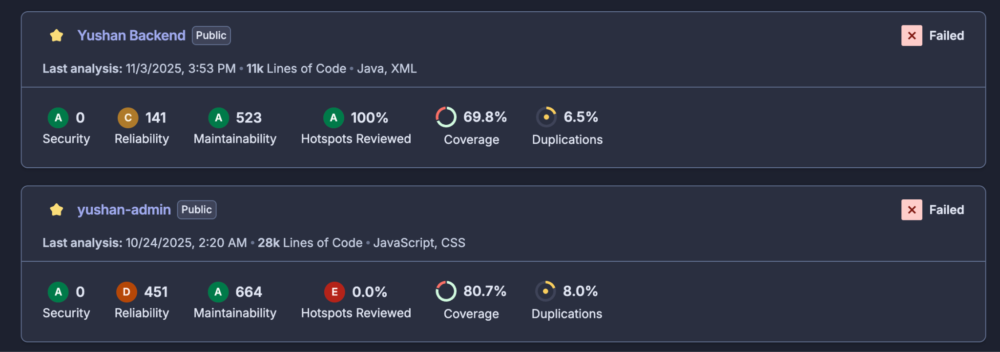 Yushan Backend Public Failed
Last analysis: 11/3/2025, 3:53 PM • 11k Lines of Code • Java, XML
A 0 C 141 A 523 A 100% 69.8% 6.5%
Security Reliability Maintainability Hotspots Reviewed Coverage Duplications
yushan-admin Public Failed
Last analysis: 10/24/2025, 2:20 AM • 28k Lines of Code • JavaScript, CSS
A 0 D 451 A 664 E 0.0% 80.7% 8.0%
Security Reliability Maintainability Hotspots Reviewed Coverage Duplications